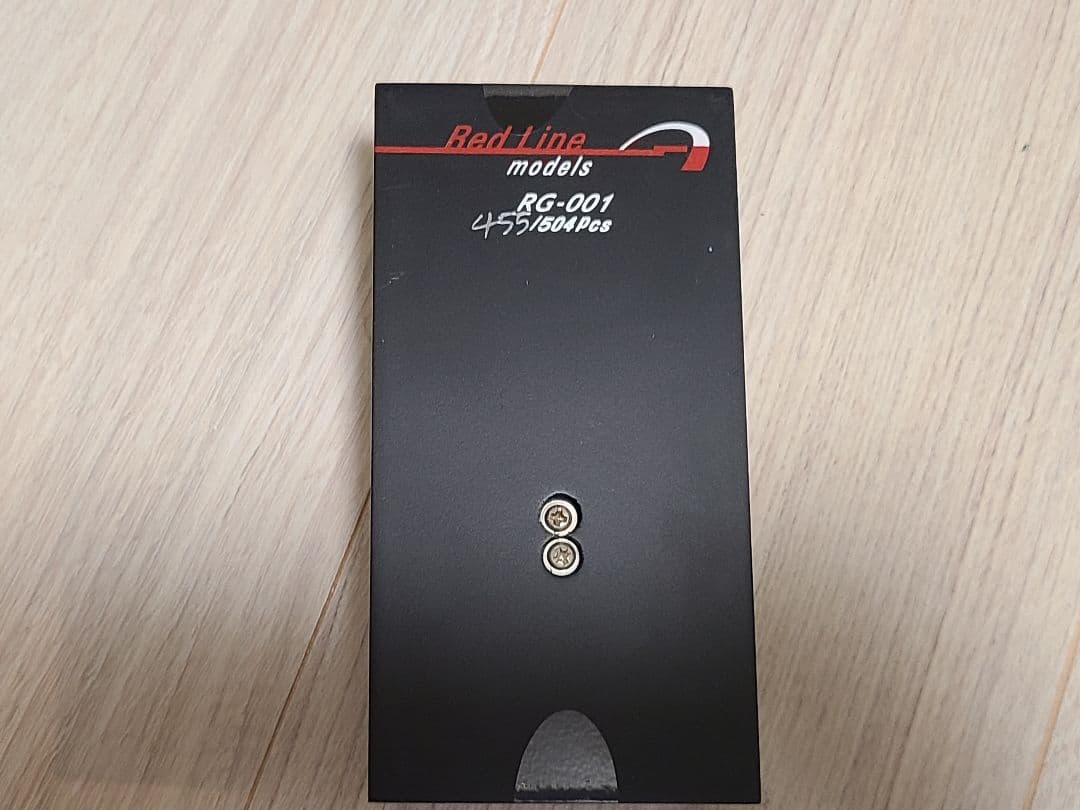 Red Line
models
RG-001
455/504Pcs